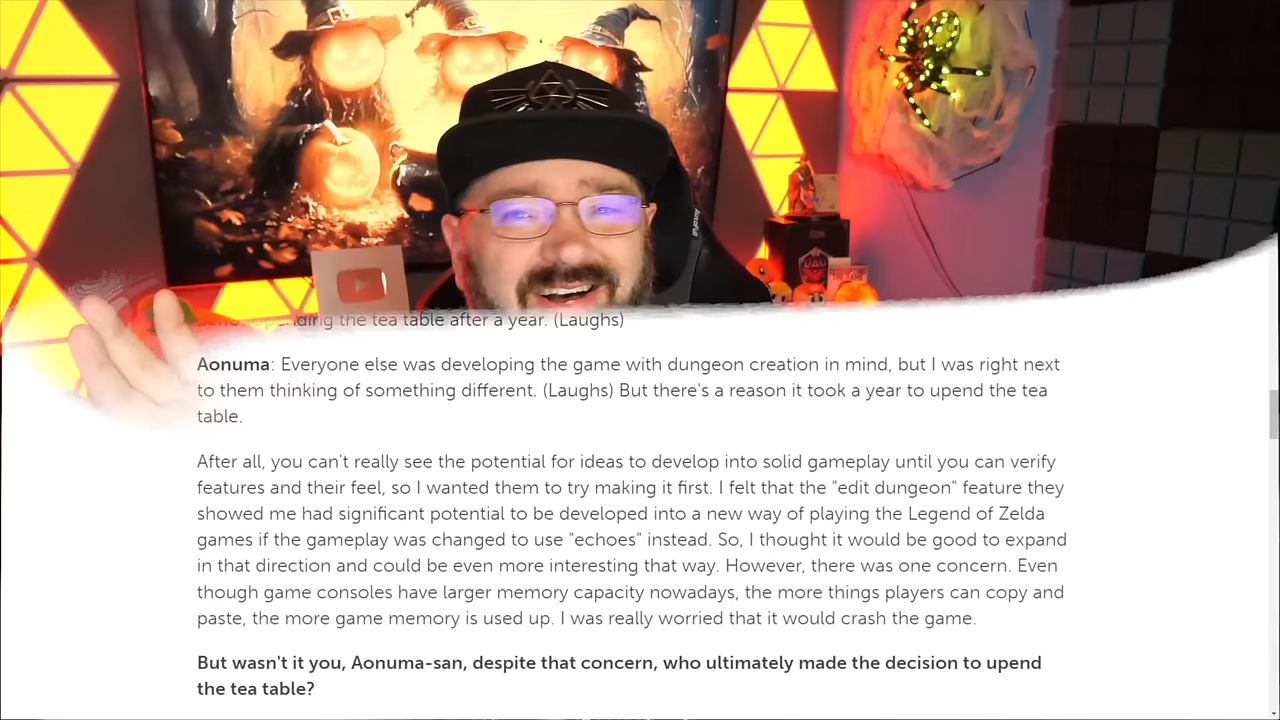 the tea table after a year. (Laughs)
Aonuma: Everyone else was developing the game with dungeon creation in mind, but I was right next
to them thinking of something different. (Laughs) But there's a reason it took a year to upend the tea
table.
After all, you can't really see the potential for ideas to develop into solid gameplay until you can verify
features and their feel, so I wanted them to try making it first. I felt that the "edit dungeon" feature they
showed me had significant potential to be developed into a new way of playing the Legend of Zelda
games if the gameplay was changed to use "echoes" instead. So, I thought it would be good to expand
in that direction and could be even more interesting that way. However, there was one concern. Even
though game consoles have larger memory capacity nowadays, the more things players can copy and
paste, the more game memory is used up. I was really worried that it would crash the game.
But wasn't it you, Aonuma-san, despite that concern, who ultimately made the decision to upend
the tea table?